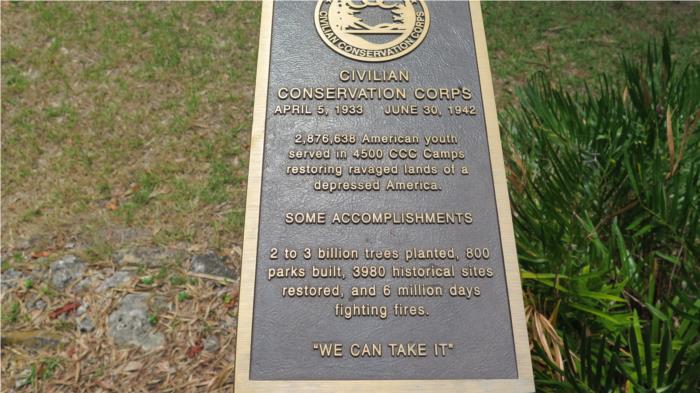 CIVILIAN CONSERVATION CORPS
CIVILIAN
CONSERVATION CORPS
APRIL 5, 1933 JUNE 30, 1942
2,876,638 American youth
served in 4500 CCC Camps
restoring ravaged lands of a
depressed America.
SOME ACCOMPLISHMENTS
2 to 3 billion trees planted, 800
parks built, 3980 historical sites
restored, and 6 million days
fighting fires.
"WE CAN TAKE IT"